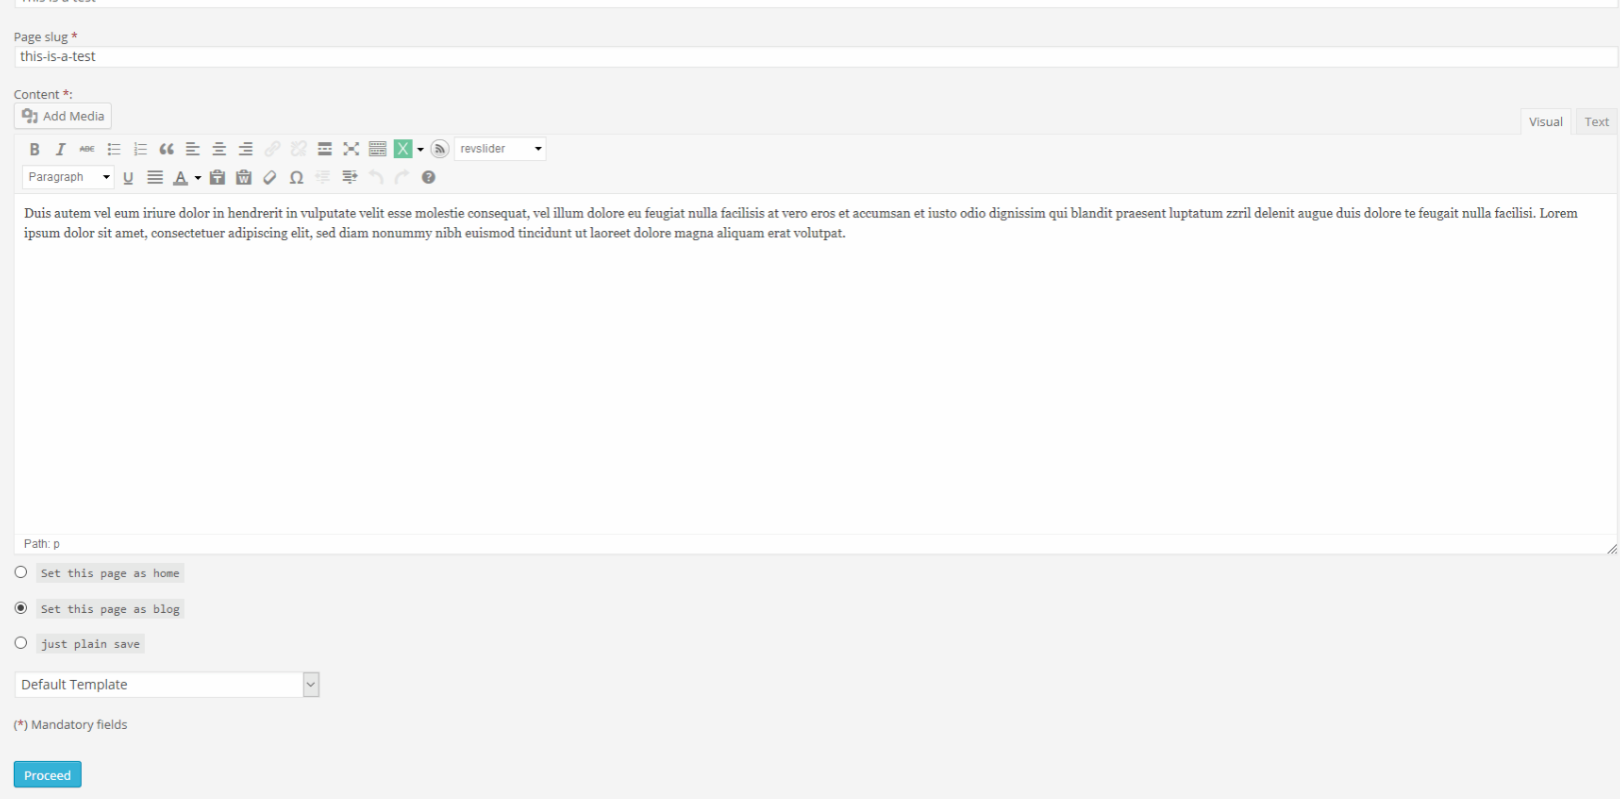 This is a test
Page slug *
this-is-a-test
Content *:
Add Media
Visual Text
B I ABC X revslider
Paragraph U A T W Ω ?
Duis autem vel eum iriure dolor in hendrerit in vulputate velit esse molestie consequat, vel illum dolore eu feugiat nulla facilisis at vero eros et accumsan et iusto odio dignissim qui blandit praesent luptatum zzril delenit augue duis dolore te feugait nulla facilisi. Lorem
ipsum dolor sit amet, consectetuer adipiscing elit, sed diam nonummy nibh euismod tincidunt ut laoreet dolore magna aliquam erat volutpat.
Path: p
Set this page as home
Set this page as blog
just plain save
Default Template
(*) Mandatory fields
Proceed